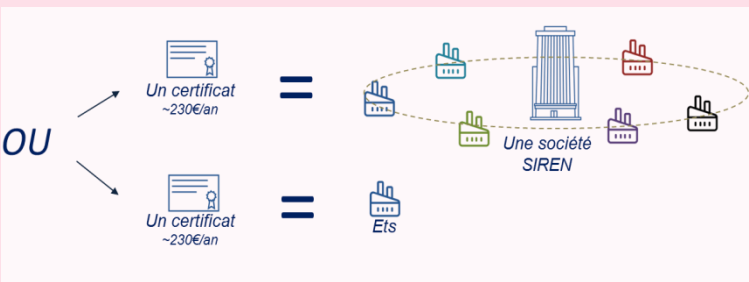 Un certificat
~230€/an
=
Une société
SIREN
OU
Un certificat
~230€/an
=
Ets